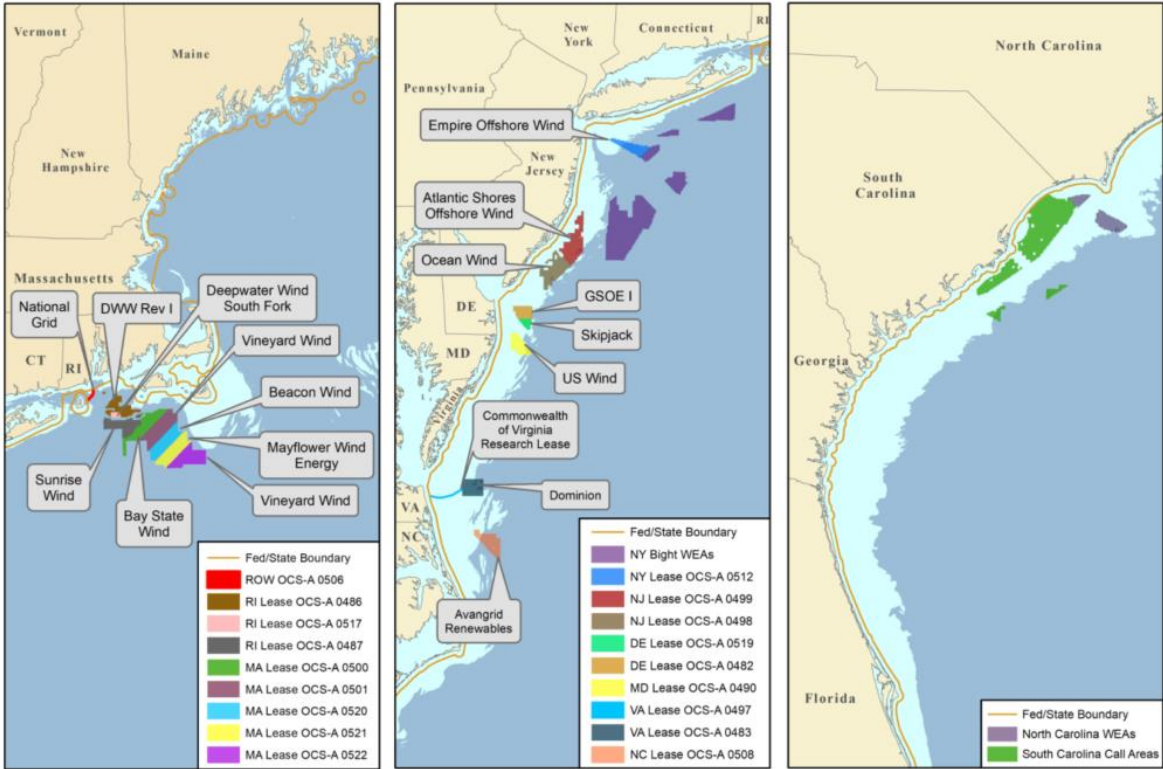 Vermont
Maine
New
Hampshire
Massachusetts
National
Grid
DWW Rev I
Deepwater Wind
South Fork
Vineyard Wind
CT
RI
Beacon Wind
Mayflower Wind
Energy
Sunrise
Wind
Bay State
Wind
Vineyard Wind
Fed/State Boundary
ROW OCS-A 0506
RI Lease OCS-A 0486
RI Lease OCS-A 0517
RI Lease OCS-A 0487
MA Lease OCS-A 0500
MA Lease OCS-A 0501
MA Lease OCS-A 0520
MA Lease OCS-A 0521
MA Lease OCS-A 0522
New
York
Connecticut
RI
Pennsylvania
Empire Offshore Wind
New
Jersey
Atlantic Shores
Offshore Wind
Ocean Wind
DE
GSOE I
Skipjack
MD
US Wind
Virginia
Commonwealth
of Virginia
Research Lease
Dominion
VA
NC
Avangrid
Renewables
Fed/State Boundary
NY Bight WEAs
NY Lease OCS-A 0512
NJ Lease OCS-A 0499
NJ Lease OCS-A 0498
DE Lease OCS-A 0519
DE Lease OCS-A 0482
MD Lease OCS-A 0490
VA Lease OCS-A 0497
VA Lease OCS-A 0483
NC Lease OCS-A 0508
North Carolina
South
Carolina
Georgia
Florida
Fed/State Boundary
North Carolina WEAs
South Carolina Call Areas